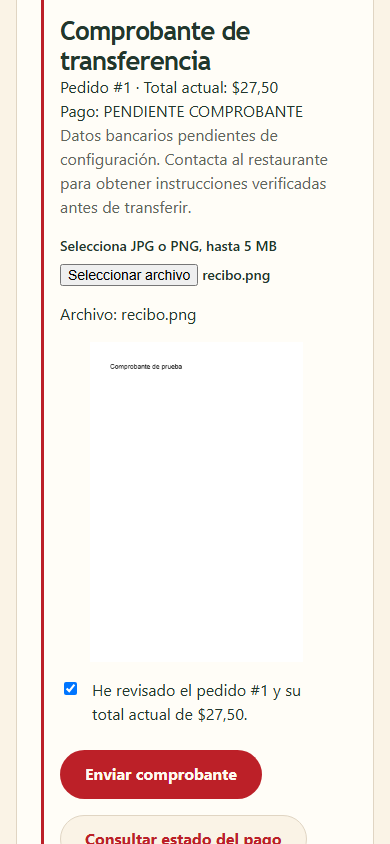 Comprobante de
transferencia
Pedido #1 · Total actual: $27,50
Pago: PENDIENTE COMPROBANTE
Datos bancarios pendientes de
configuración. Contacta al restaurante
para obtener instrucciones verificadas
antes de transferir.
Selecciona JPG o PNG, hasta 5 MB
Seleccionar archivo recibo.png
Archivo: recibo.png
Comprobante de prueba
He revisado el pedido #1 y su
total actual de $27,50.
Enviar comprobante
Consultar estado del pago